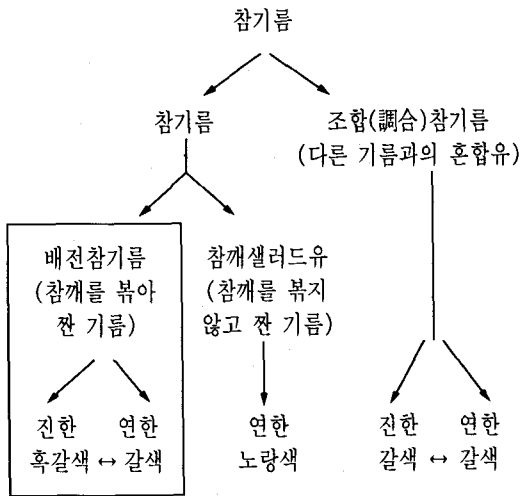 참기름
참기름
조합(調合)참기름
(다른 기름과의 혼합유)
배전참기름
(참깨를 볶아
짠 기름)
참깨샐러드유
(참깨를 볶지
않고 짠 기름)
진한 연한
흑갈색 ↔ 갈색
연한
노랑색
진한 연한
갈색 ↔ 갈색